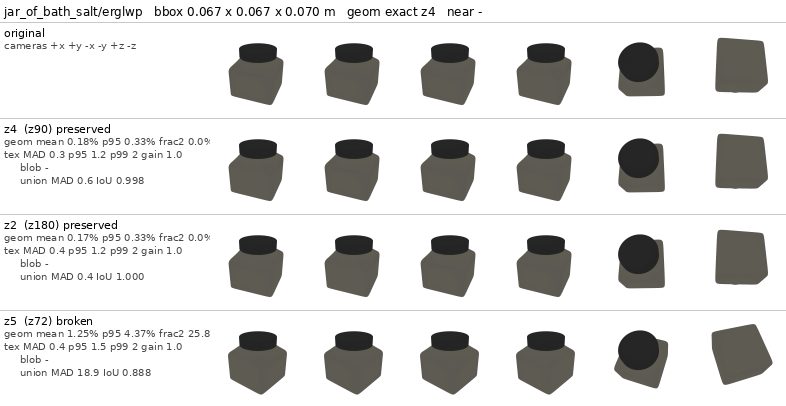 jar_of_bath_salt/erglwp   bbox 0.067 x 0.067 x 0.070 m   geom exact z4   near -
original
cameras +x +y -x -y +z -z
z4  (z90) preserved
geom mean 0.18% p95 0.33% frac2 0.0%
tex MAD 0.3 p95 1.2 p99 2 gain 1.0
blob -
union MAD 0.6 IoU 0.998
z2  (z180) preserved
geom mean 0.17% p95 0.33% frac2 0.0%
tex MAD 0.4 p95 1.2 p99 2 gain 1.0
blob -
union MAD 0.4 IoU 1.000
z5  (z72) broken
geom mean 1.25% p95 4.37% frac2 25.8
tex MAD 0.4 p95 1.5 p99 2 gain 1.0
blob -
union MAD 18.9 IoU 0.888